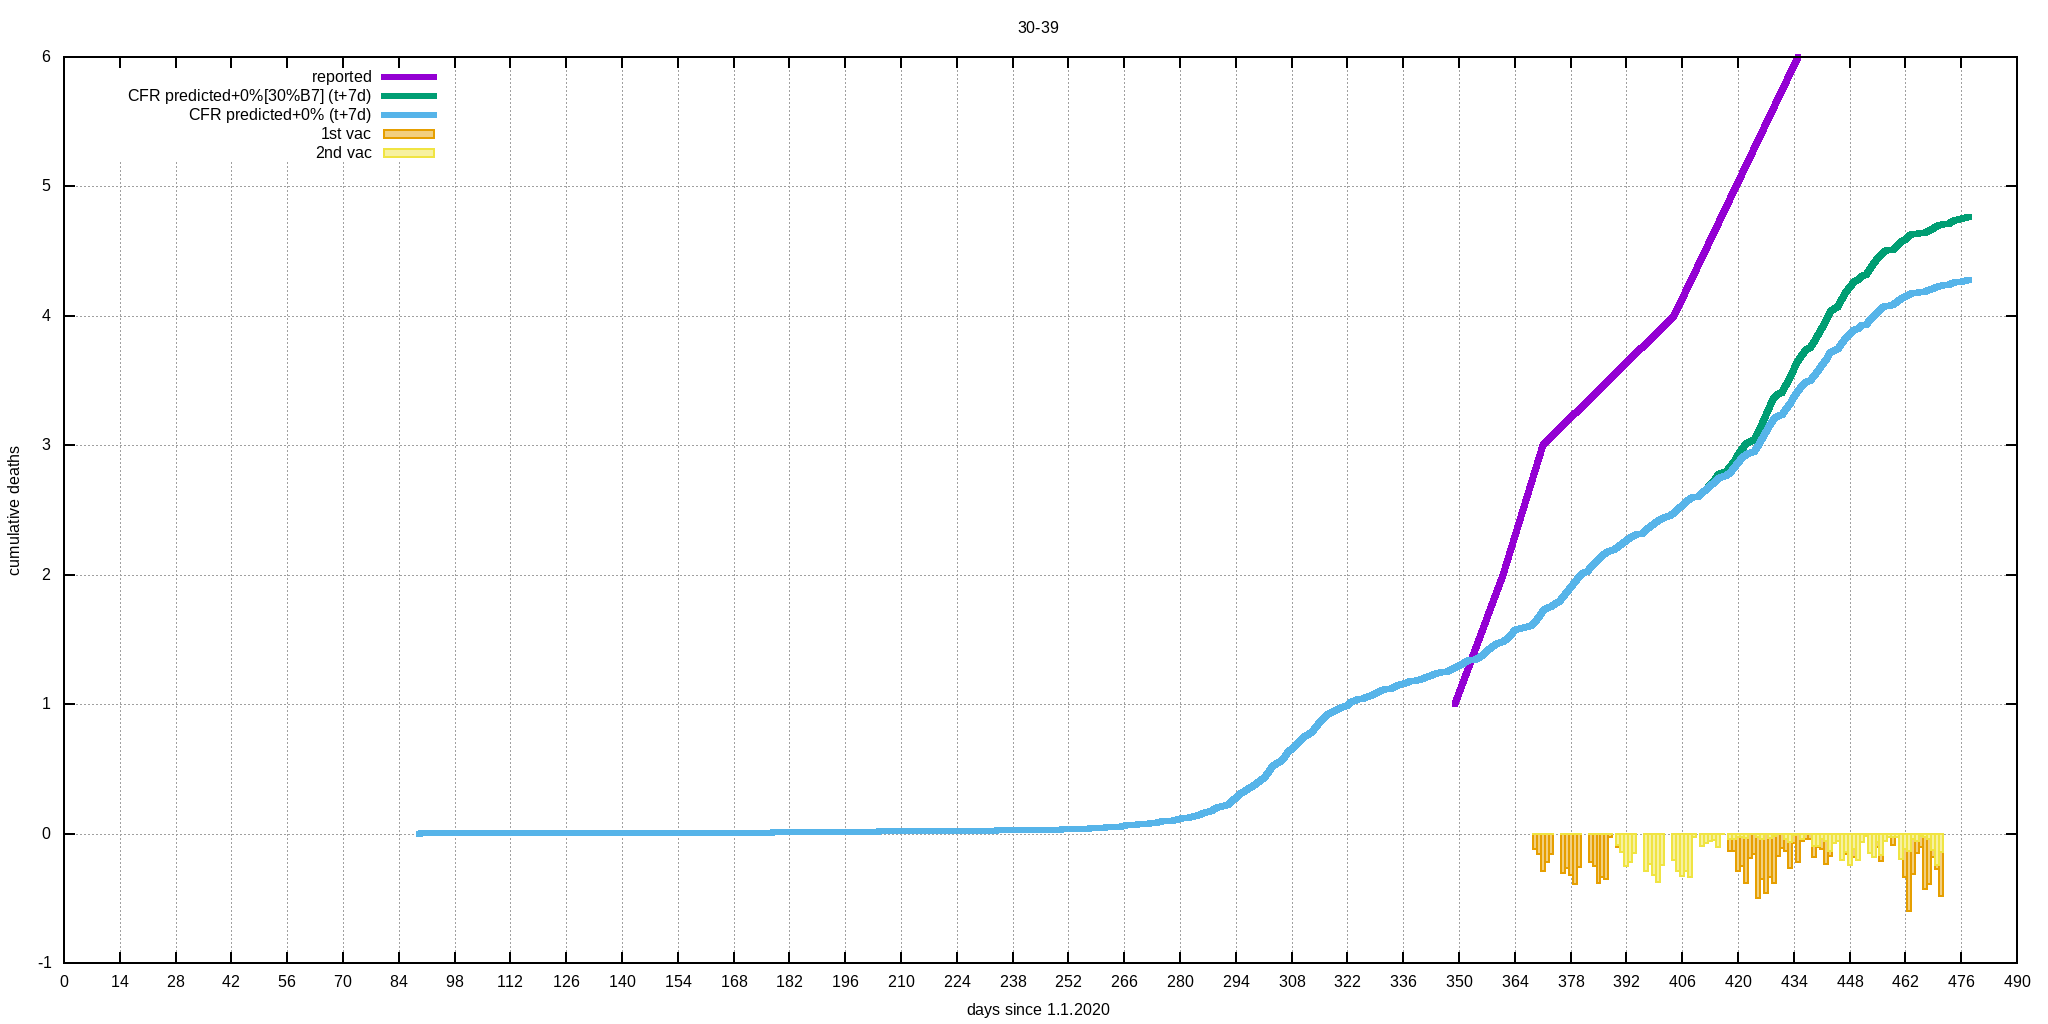 30-39
reported
CFR predicted+0%[30%B7] (t+7d)
CFR predicted+0% (t+7d)
1st vac
2nd vac
6
5
4
3
2
1
0
-1
cumulative deaths
0 14 28 42 56 70 84 98 112 126 140 154 168 182 196 210 224 238 252 266 280 294 308 322 336 350 364 378 392 406 420 434 448 462 476 490
days since 1.1.2020